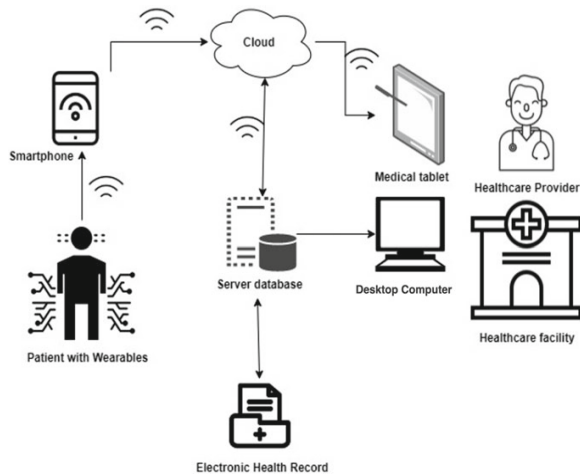 Cloud
Smartphone
Medical tablet
Healthcare Provider
Server database
Desktop Computer
Healthcare facility
Patient with Wearables
Electronic Health Record